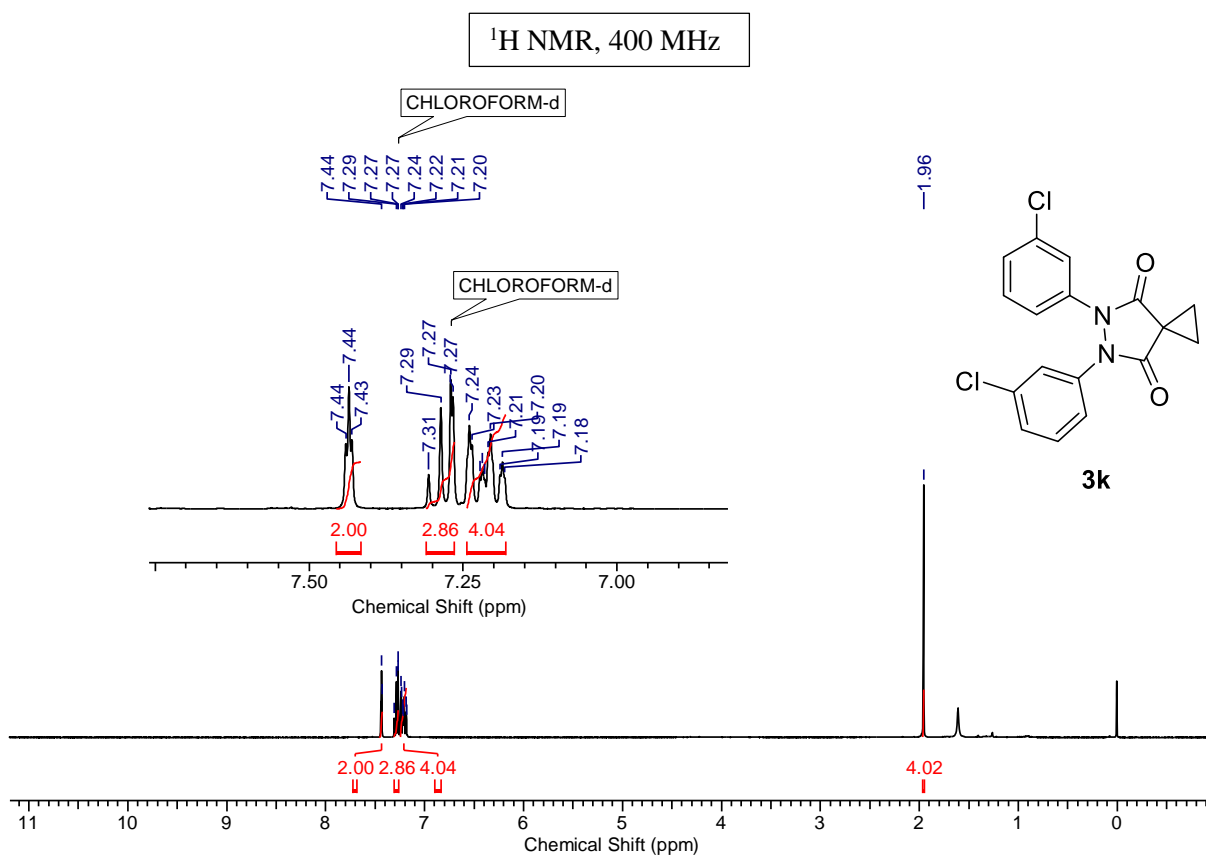 ¹H NMR, 400 MHz
CHLOROFORM-d
7.44
7.29
7.27
7.27
7.24
7.22
7.21
7.20
1.96
Cl
O
N
N
O
Cl
3k
CHLOROFORM-d
7.44
7.44
7.43
7.31
7.29
7.27
7.27
7.24
7.23
7.21
7.20
7.19
7.19
7.18
2.00 2.86 4.04
7.50 7.25 7.00
Chemical Shift (ppm)
2.00 2.86 4.04 4.02
11 10 9 8 7 6 5 4 3 2 1 0
Chemical Shift (ppm)